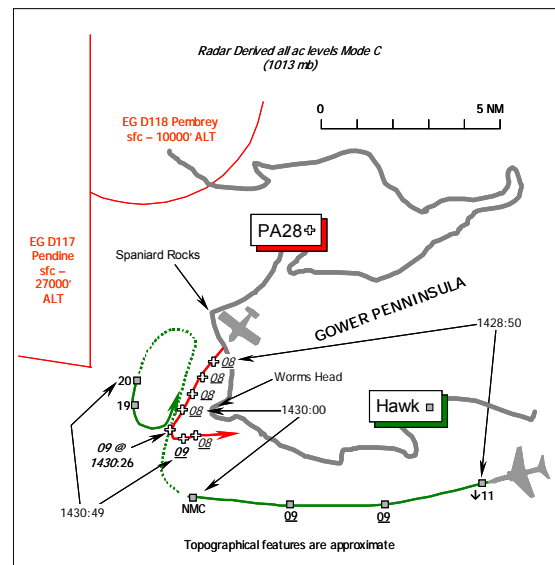 Radar Derived all ac levels Mode C
(1013 mb)
0
5 NM
EG D118 Pembrey
sfc – 10000' ALT
PA28
EG D117
Pendine
sfc –
27000'
ALT
Spaniard Rocks
GOWER PENNINSULA
1428:50
08
08
08
Worms Head
08
1430:00
Hawk
20
19
09 @
1430:26
09
08
1430:49
NMC
09
09
11
Topographical features are approximate